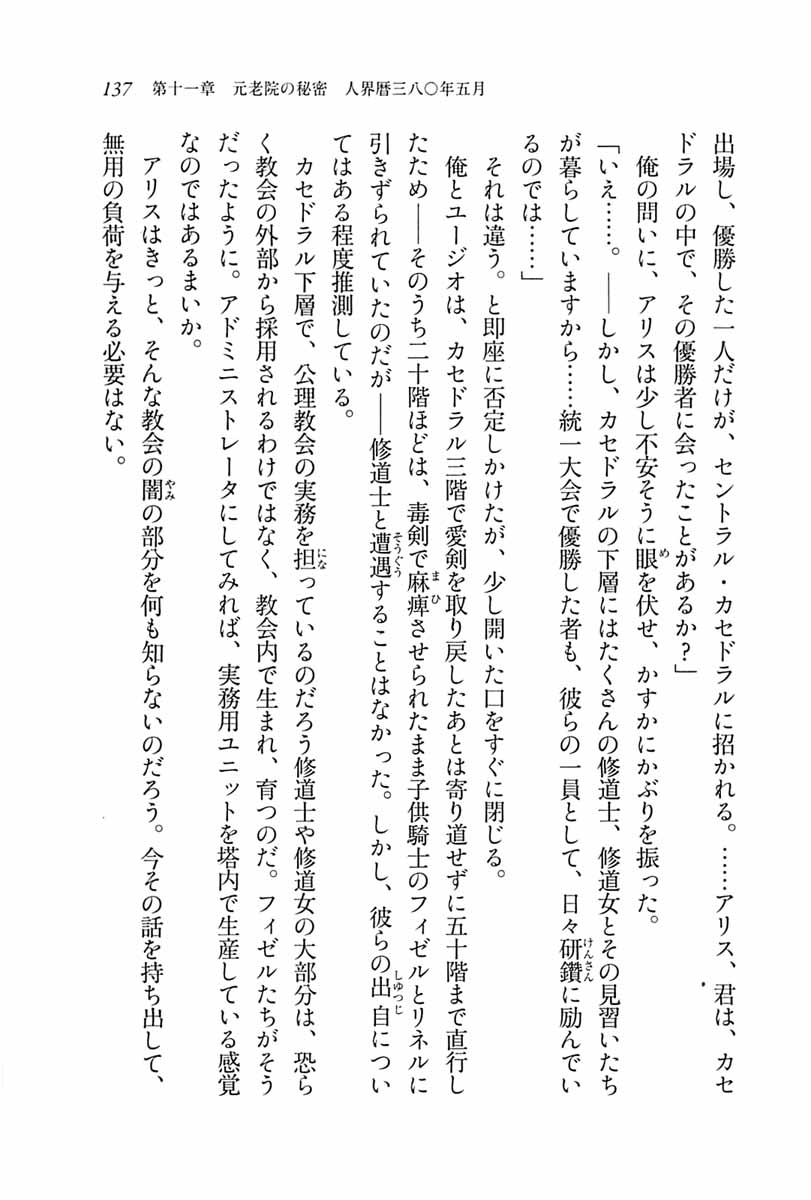 137　第十一章　元老院の秘密　人界暦三八〇年五月
出場し、優勝した一人だけが、セントラル・カセドラルに招かれる。……アリス、君は、カセ
ドラルの中で、その優勝者に会ったことがあるか？」
　俺の問いに、アリスは少し不安そうに眼を伏せ、かすかにかぶりを振った。
「いえ……。――しかし、カセドラルの下層にはたくさんの修道士、修道女とその見習いたち
が暮らしていますから……統一大会で優勝した者も、彼らの一員として、日々研鑽に励んでい
るのでは……」
　それは違う。と即座に否定しかけたが、少し開いた口をすぐに閉じる。
　俺とユージオは、カセドラル三階で愛剣を取り戻したあとは寄り道せずに五十階まで直行し
たため――そのうち二十階ほどは、毒剣で麻痺させられたまま子供騎士のフィゼルとリネルに
引きずられていたのだが――修道士と遭遇することはなかった。しかし、彼らの出自につい
てはある程度推測している。
　カセドラル下層で、公理教会の実務を担っているのだろう修道士や修道女の大部分は、恐ら
く教会の外部から採用されるわけではなく、教会内で生まれ、育つのだ。フィゼルたちがそう
だったように。アドミニストレータにしてみれば、実務用ユニットを塔内で生産している感覚
なのではあるまいか。
　アリスはきっと、そんな教会の闇の部分を何も知らないのだろう。今その話を持ち出して、
無用の負荷を与える必要はない。
め
けんさん
まひ
そうぐう
しゅつじ
にな
やみ